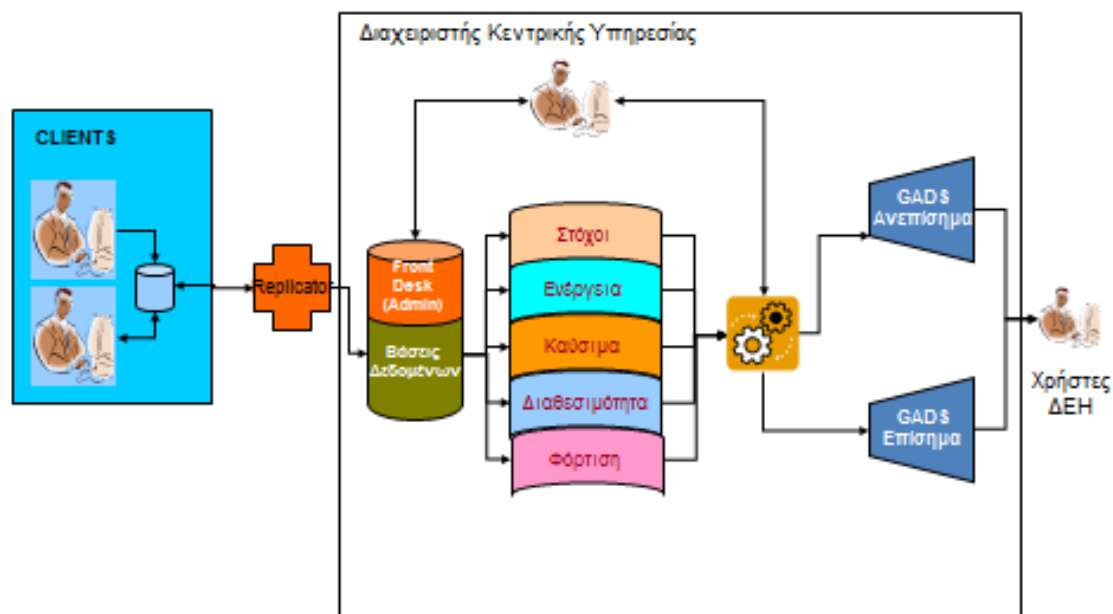 Διαχειριστής Κεντρικής Υπηρεσίας
CLIENTS
Replicator
Front
Desk
(Admin)
Βάσεις
Δεδομένων
Στόχοι
Ενέργεια
Καύσιμα
Διαθεσιμότητα
Φόρτιση
GADS
Ανεπίσημα
GADS
Επίσημα
Χρήστες
ΔΕΗ